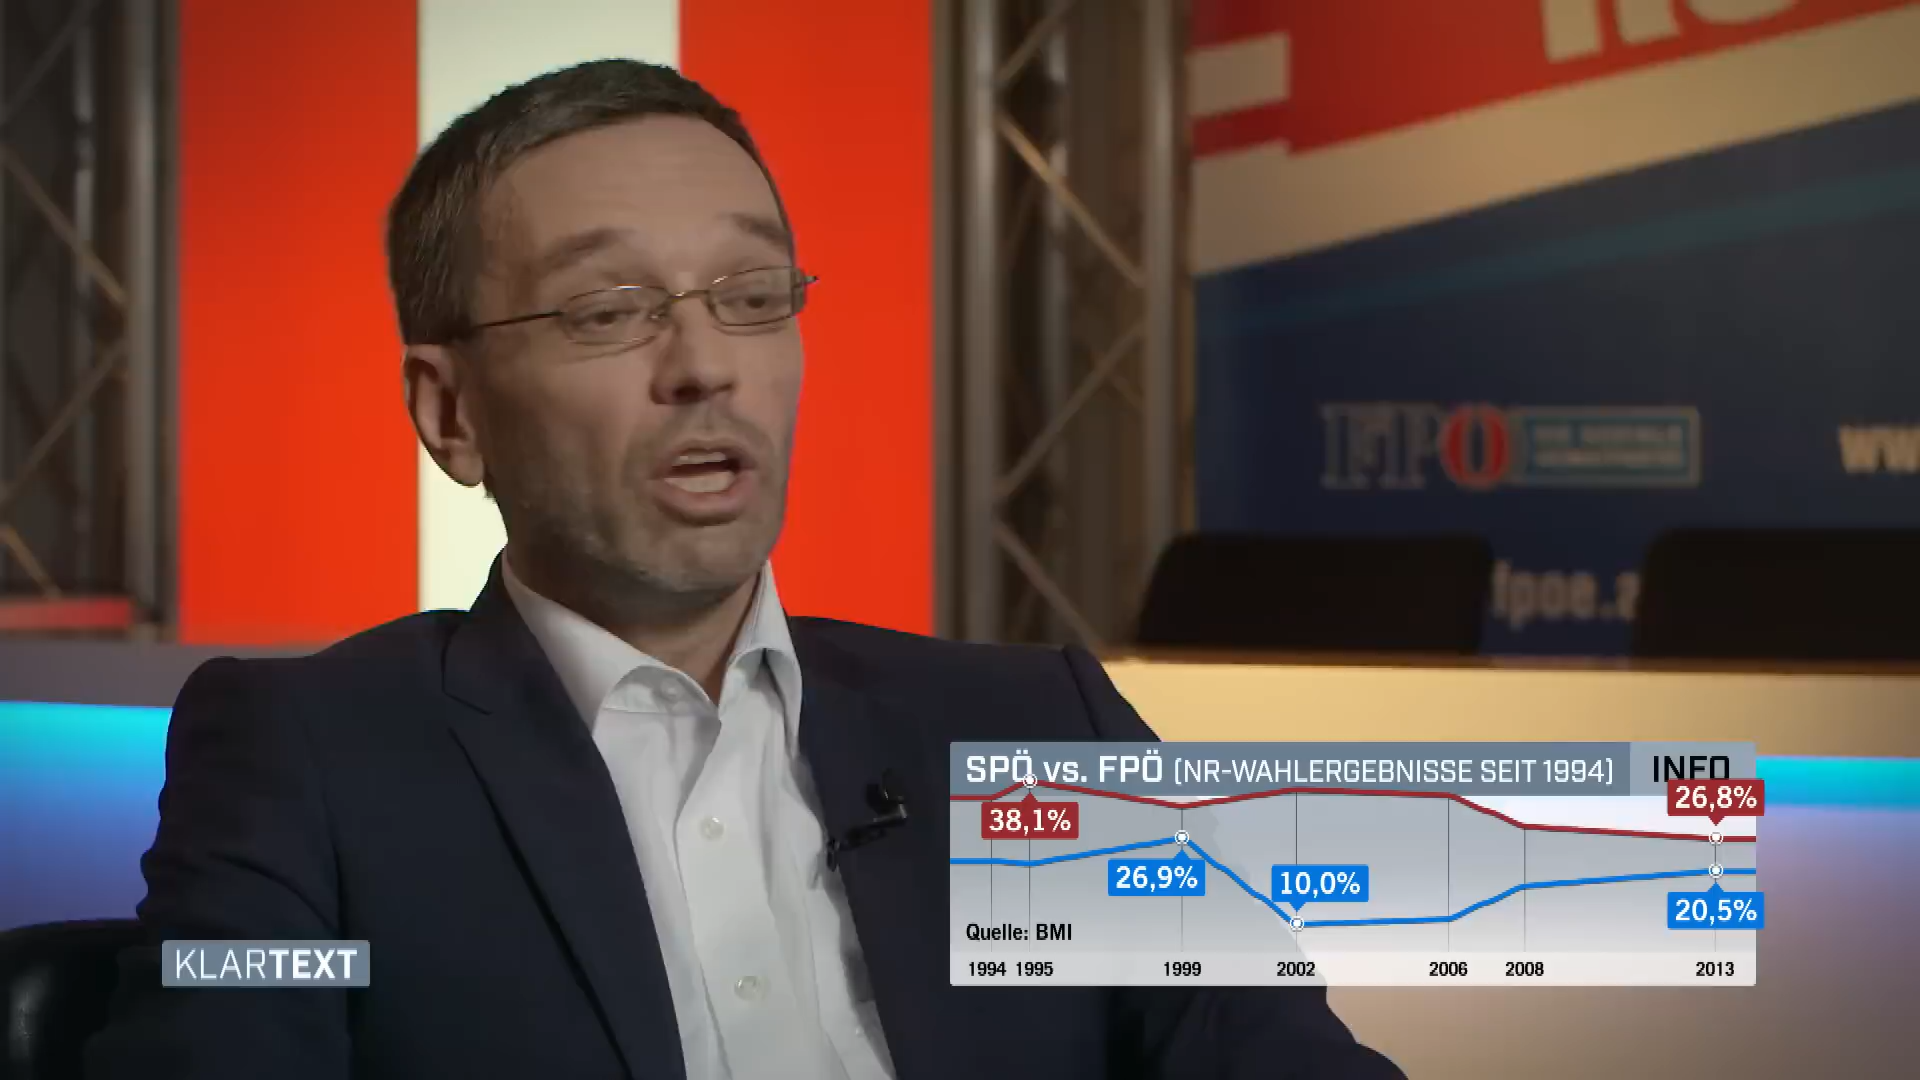 FPÖ
WW
fpoe.a
SPÖ vs. FPÖ (NR-WAHLERGEBNISSE SEIT 1994) INFO
38,1%
26,8%
26,9%
10,0%
20,5%
Quelle: BMI
1994 1995 1999 2002 2006 2008 2013
KLARTEXT